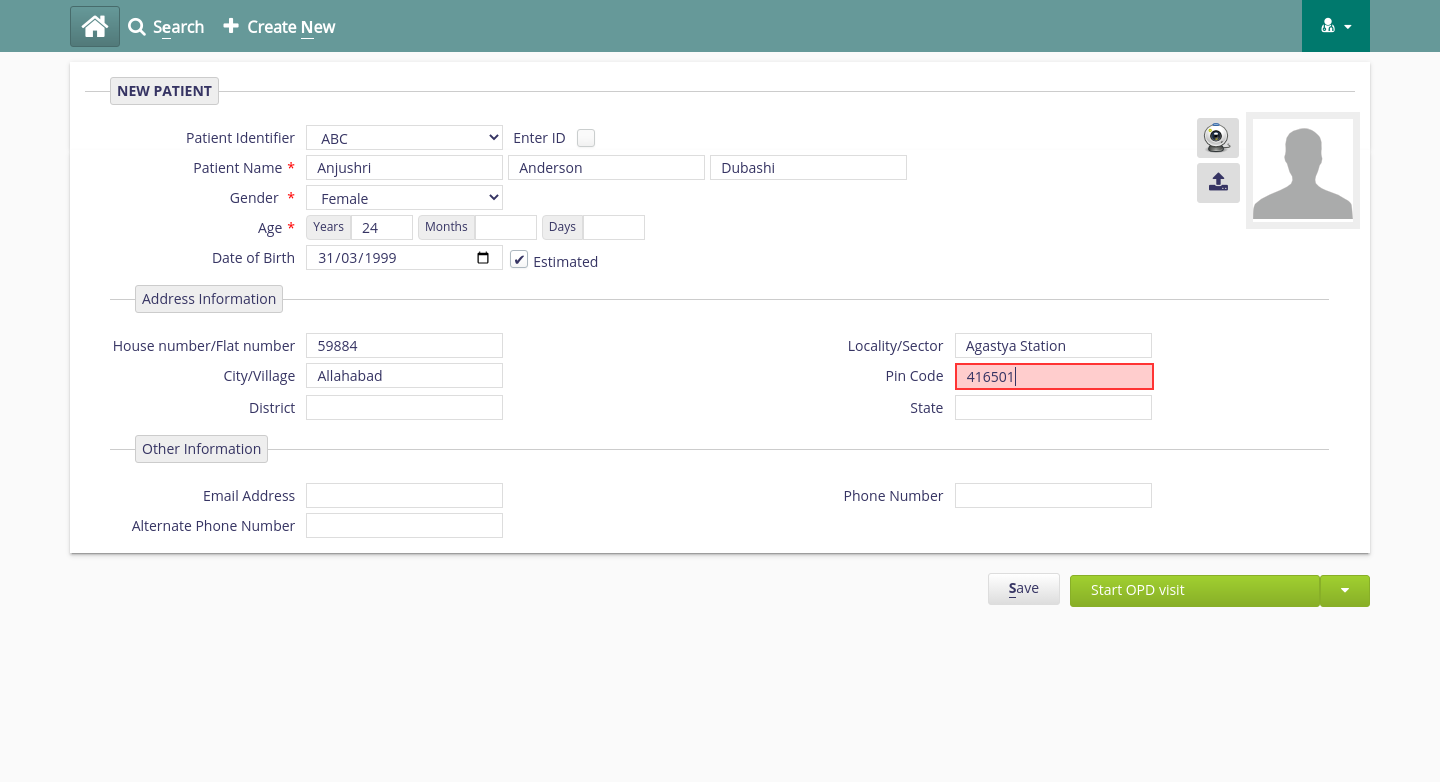 Search Create New
NEW PATIENT
Patient Identifier ABC Enter ID
Patient Name * Anjushri Anderson Dubashi
Gender * Female
Age * Years 24 Months Days
Date of Birth 31/03/1999 Estimated
Address Information
House number/Flat number 59884 Locality/Sector Agastya Station
City/Village Allahabad Pin Code 416501
District State
Other Information
Email Address Phone Number
Alternate Phone Number
Save Start OPD visit